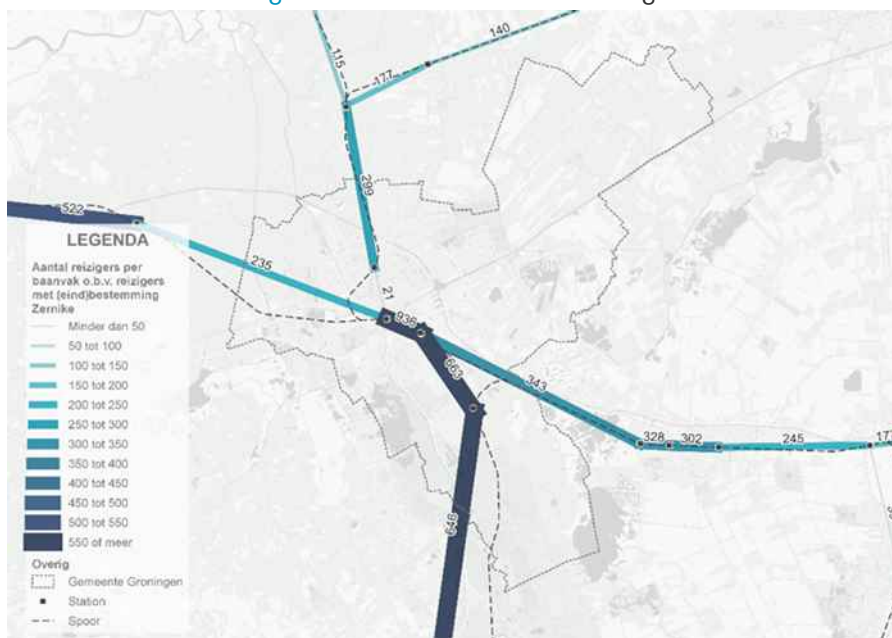 140
115
177
299
522
235
21
936
663
343
328
302
245
177
648
LEGENDA
Aantal reizigers per
baanvak o.b.v. reizigers
met (eind)bestemming
Zernike
Minder dan 50
50 tot 100
100 tot 150
150 tot 200
200 tot 250
250 tot 300
300 tot 350
350 tot 400
400 tot 450
450 tot 500
500 tot 550
550 of meer
Overig
Gemeente Groningen
Station
Spoor